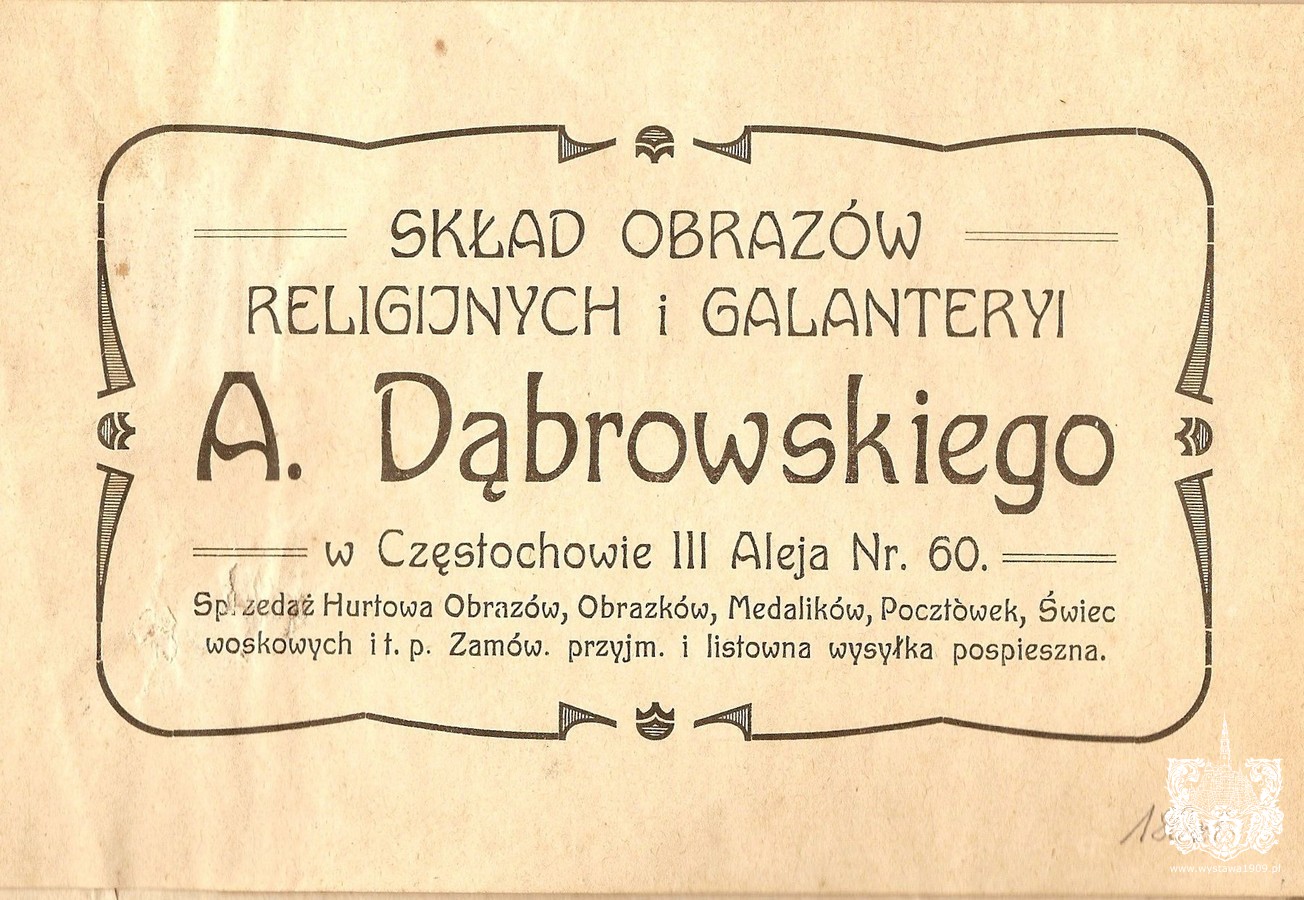 SKŁAD OBRAZÓW
RELIGIJNYCH i GALANTERYI
A. Dąbrowskiego
w Częstochowie III Aleja Nr. 60.
Sprzedaż Hurtowa Obrazów, Obrazków, Medalików, Pocztòwek, Świec
woskowych i t. p. Zamów. przyjm. i listowna wysyłka pospieszna.
www.wystawa1909.pl